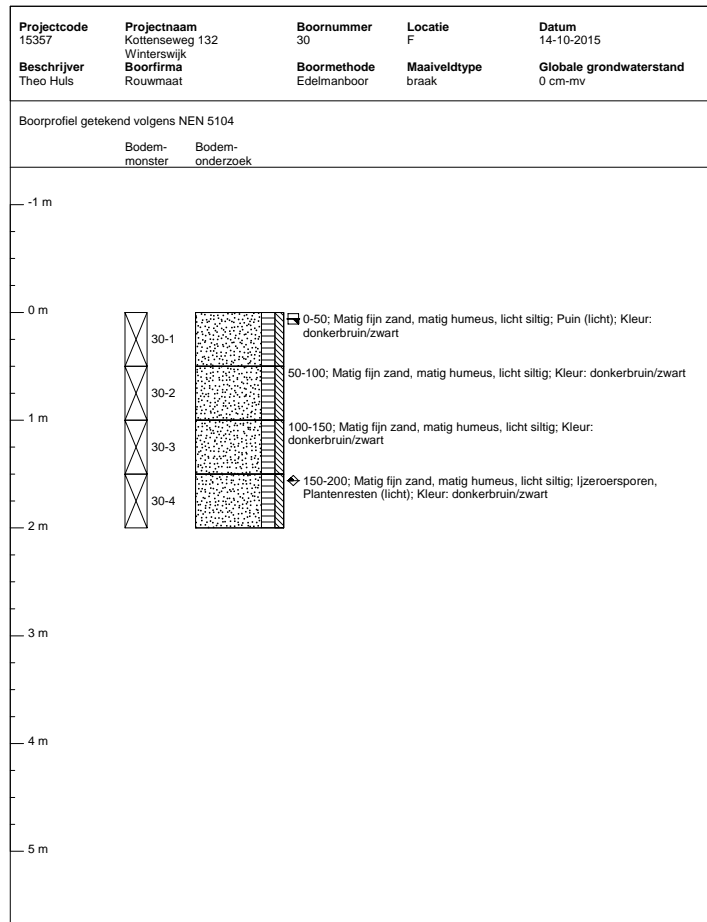 Projectcode Projectnaam Boornummer Locatie Datum
15357 Kottenseweg 132 30 F 14-10-2015
Winterswijk
Beschrijver Boorfirma Boormethode Maaiveldtype Globale grondwaterstand
Theo Huls Rouwmaat Edelmanboor braak 0 cm-mv
Boorprofiel getekend volgens NEN 5104
Bodem- Bodem-
monster onderzoek
-1 m
0 m
0-50; Matig fijn zand, matig humeus, licht siltig; Puin (licht); Kleur:
donkerbruin/zwart
30-1
50-100; Matig fijn zand, matig humeus, licht siltig; Kleur: donkerbruin/zwart
30-2
1 m
100-150; Matig fijn zand, matig humeus, licht siltig; Kleur:
donkerbruin/zwart
30-3
150-200; Matig fijn zand, matig humeus, licht siltig; Ijzeroersporen,
Plantenresten (licht); Kleur: donkerbruin/zwart
30-4
2 m
3 m
4 m
5 m